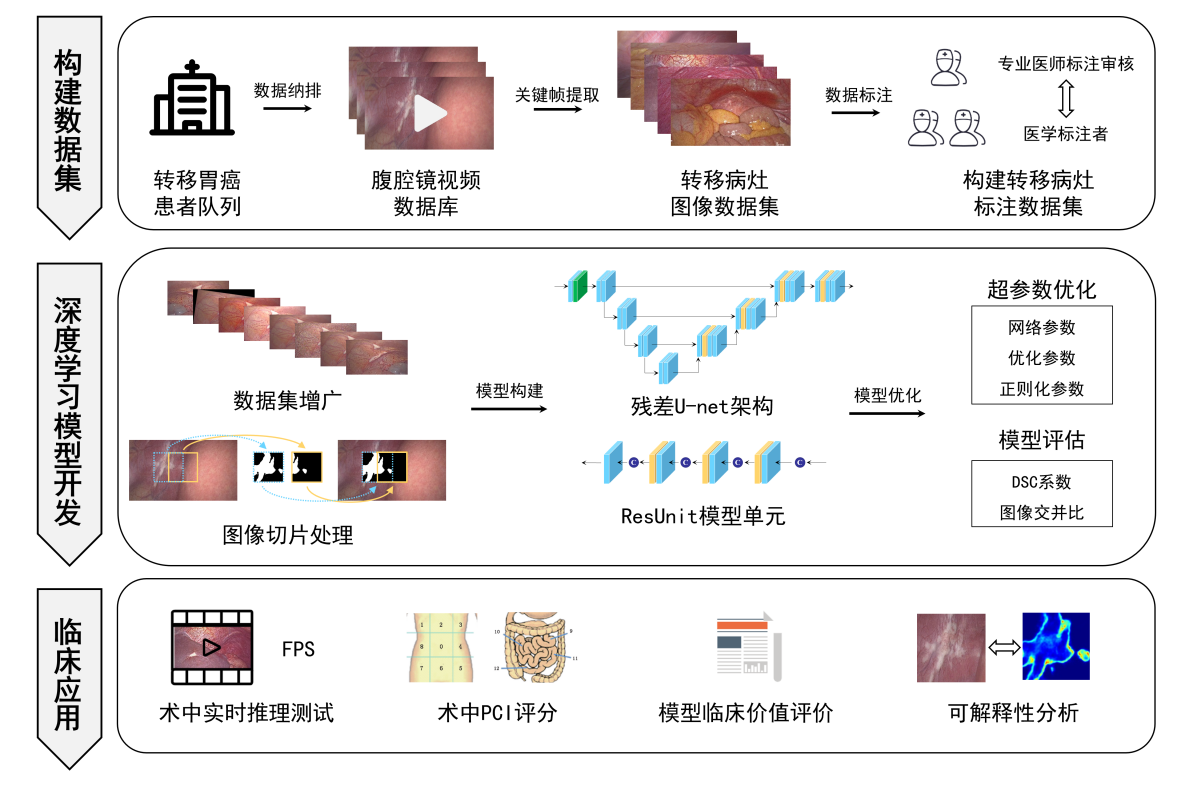 构建数据集
数据纳排
关键帧提取
数据标注
专业医师标注审核
医学标注者
转移胃癌
患者队列
腹腔镜视频
数据库
转移病灶
图像数据集
构建转移病灶
标注数据集
深度学习模型开发
数据集增广
图像切片处理
模型构建
残差U-net架构
C
C
C
C
ResUnit模型单元
模型优化
超参数优化
网络参数
优化参数
正则化参数
模型评估
DSC系数
图像交并比
临床应用
FPS
术中实时推理测试
1 2 3
8 0 4
7 6 5
10 9
12 11
术中PCI评分
模型临床价值评价
可解释性分析